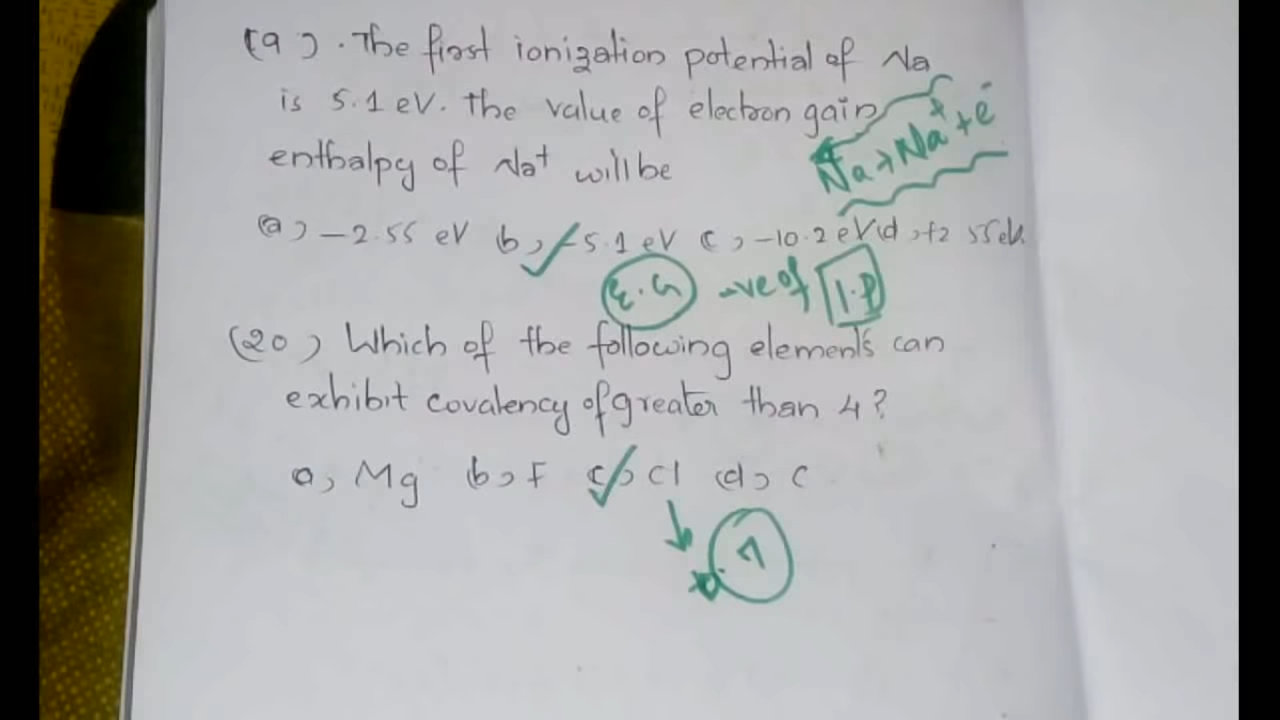 (9). The first ionization potential of Na
is 5.1 eV. The value of electron gain
enthalpy of Na⁺ will be
Na→Na⁺+e⁻
(a) -2.55 eV (b) -5.1 eV (c) -10.2 eV (d) +2.55 eV.
E.G -ve of I.P
(20) Which of the following elements can
exhibit covalency of greater than 4?
a) Mg (b) F (c) Cl (d) C